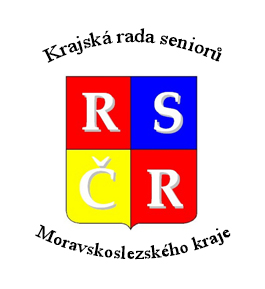 Krajská rada seniorů
R S
Č R
Moravskoslezského kraje